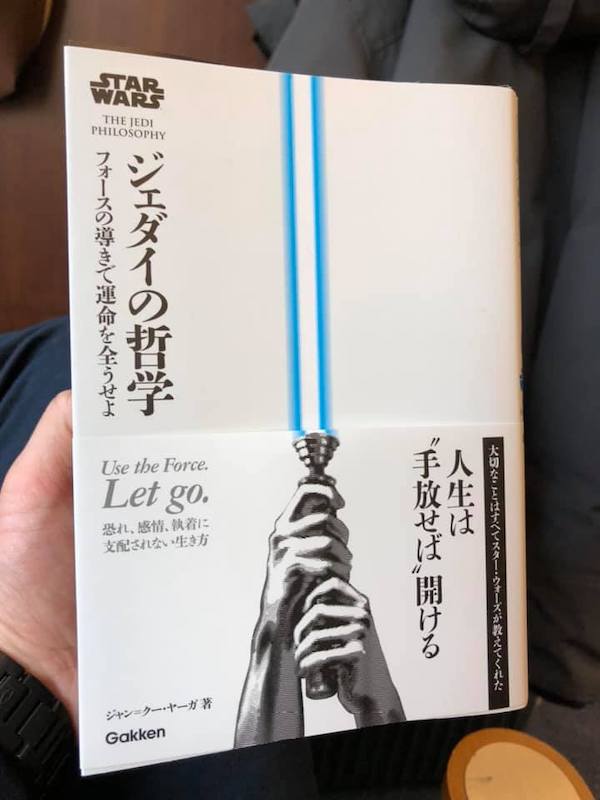 STAR
WARS
THE JEDI
PHILOSOPHY
ジェダイの哲学
フォースの導きで運命を全うせよ
大切なことはすべてスター・ウォーズが教えてくれた
人生は
“手放せば”開ける
Use the Force.
Let go.
恐れ、感情、執着に
支配されない生き方
ジャン＝クー・ヤーガ 著
Gakken